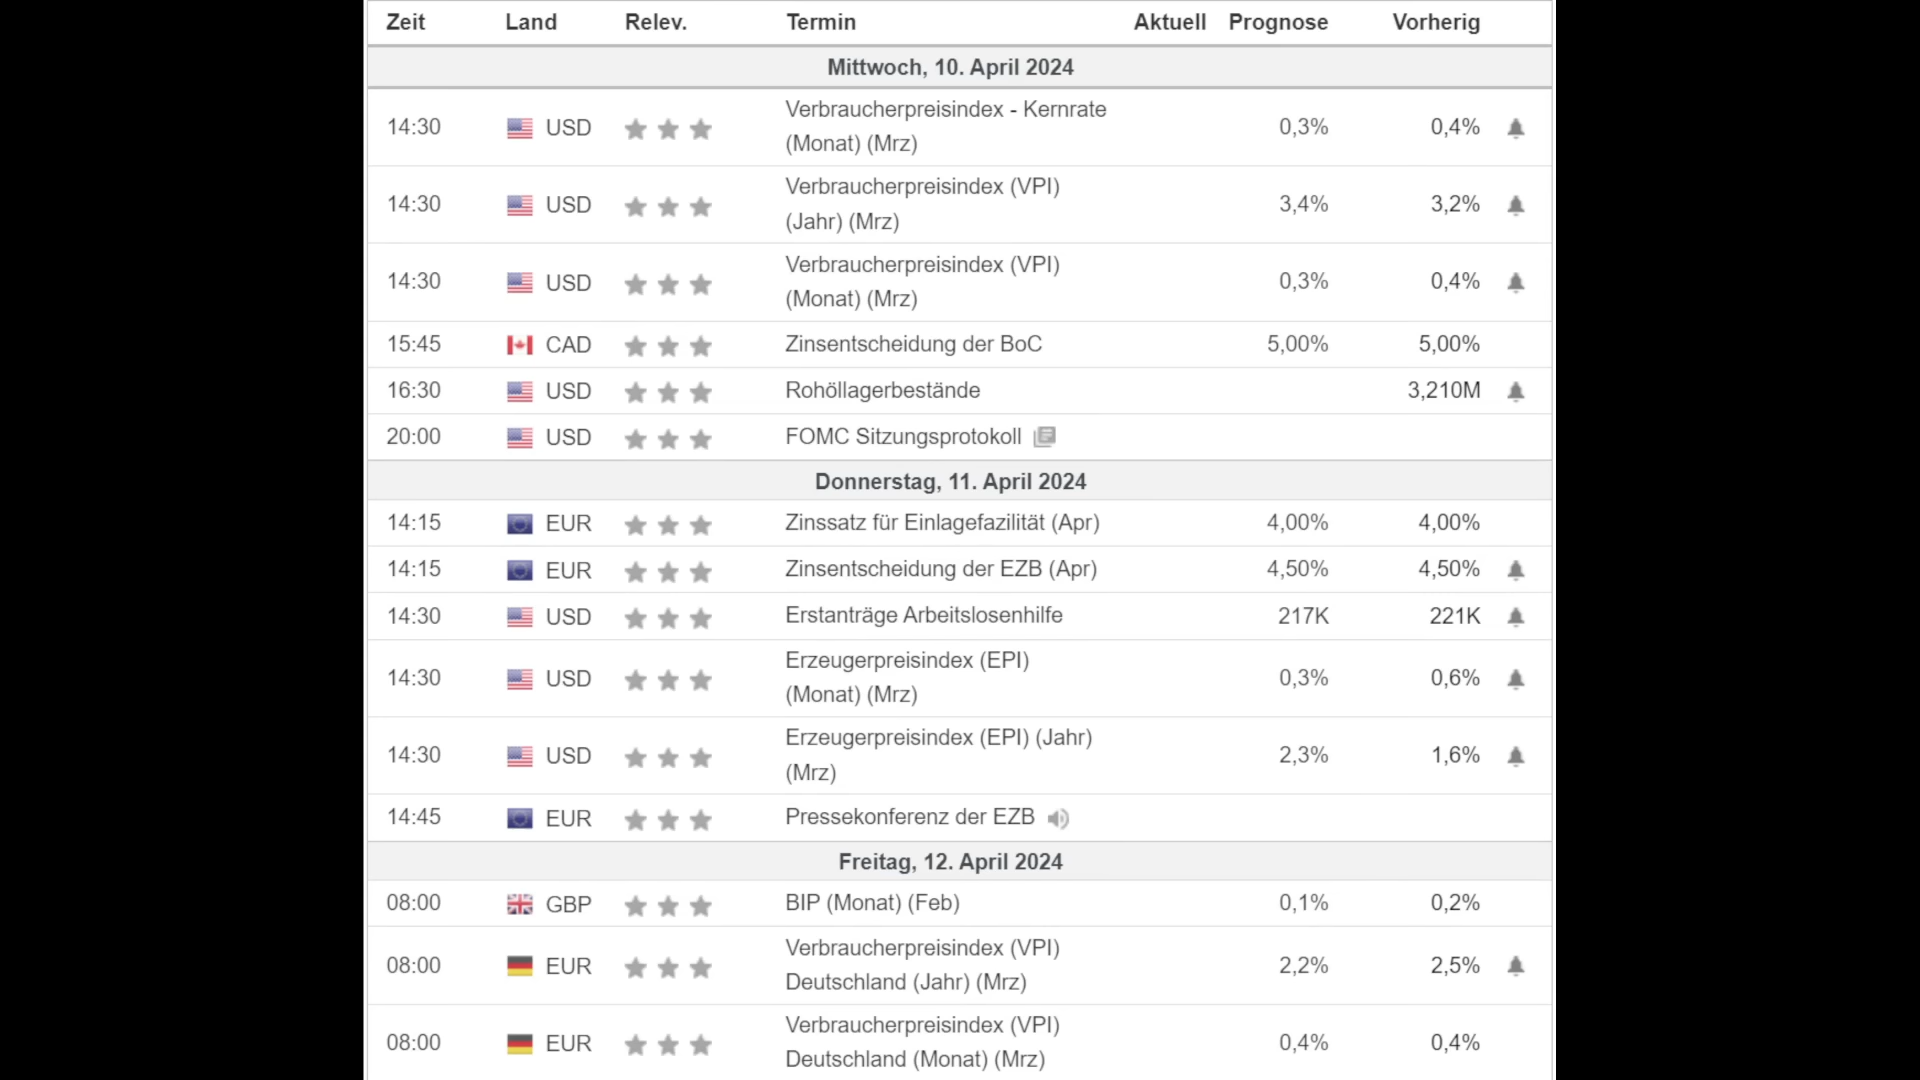 Zeit Land Relev. Termin Aktuell Prognose Vorherig
Mittwoch, 10. April 2024
14:30 USD Verbraucherpreisindex - Kernrate 0,3% 0,4%
(Monat) (Mrz)
14:30 USD Verbraucherpreisindex (VPI) 3,4% 3,2%
(Jahr) (Mrz)
14:30 USD Verbraucherpreisindex (VPI) 0,3% 0,4%
(Monat) (Mrz)
15:45 CAD Zinsentscheidung der BoC 5,00% 5,00%
16:30 USD Rohöllagerbestände 3,210M
20:00 USD FOMC Sitzungsprotokoll
Donnerstag, 11. April 2024
14:15 EUR Zinssatz für Einlagefazilität (Apr) 4,00% 4,00%
14:15 EUR Zinsentscheidung der EZB (Apr) 4,50% 4,50%
14:30 USD Erstanträge Arbeitslosenhilfe 217K 221K
14:30 USD Erzeugerpreisindex (EPI) 0,3% 0,6%
(Monat) (Mrz)
14:30 USD Erzeugerpreisindex (EPI) (Jahr) 2,3% 1,6%
(Mrz)
14:45 EUR Pressekonferenz der EZB
Freitag, 12. April 2024
08:00 GBP BIP (Monat) (Feb) 0,1% 0,2%
08:00 EUR Verbraucherpreisindex (VPI) 2,2% 2,5%
Deutschland (Jahr) (Mrz)
08:00 EUR Verbraucherpreisindex (VPI) 0,4% 0,4%
Deutschland (Monat) (Mrz)